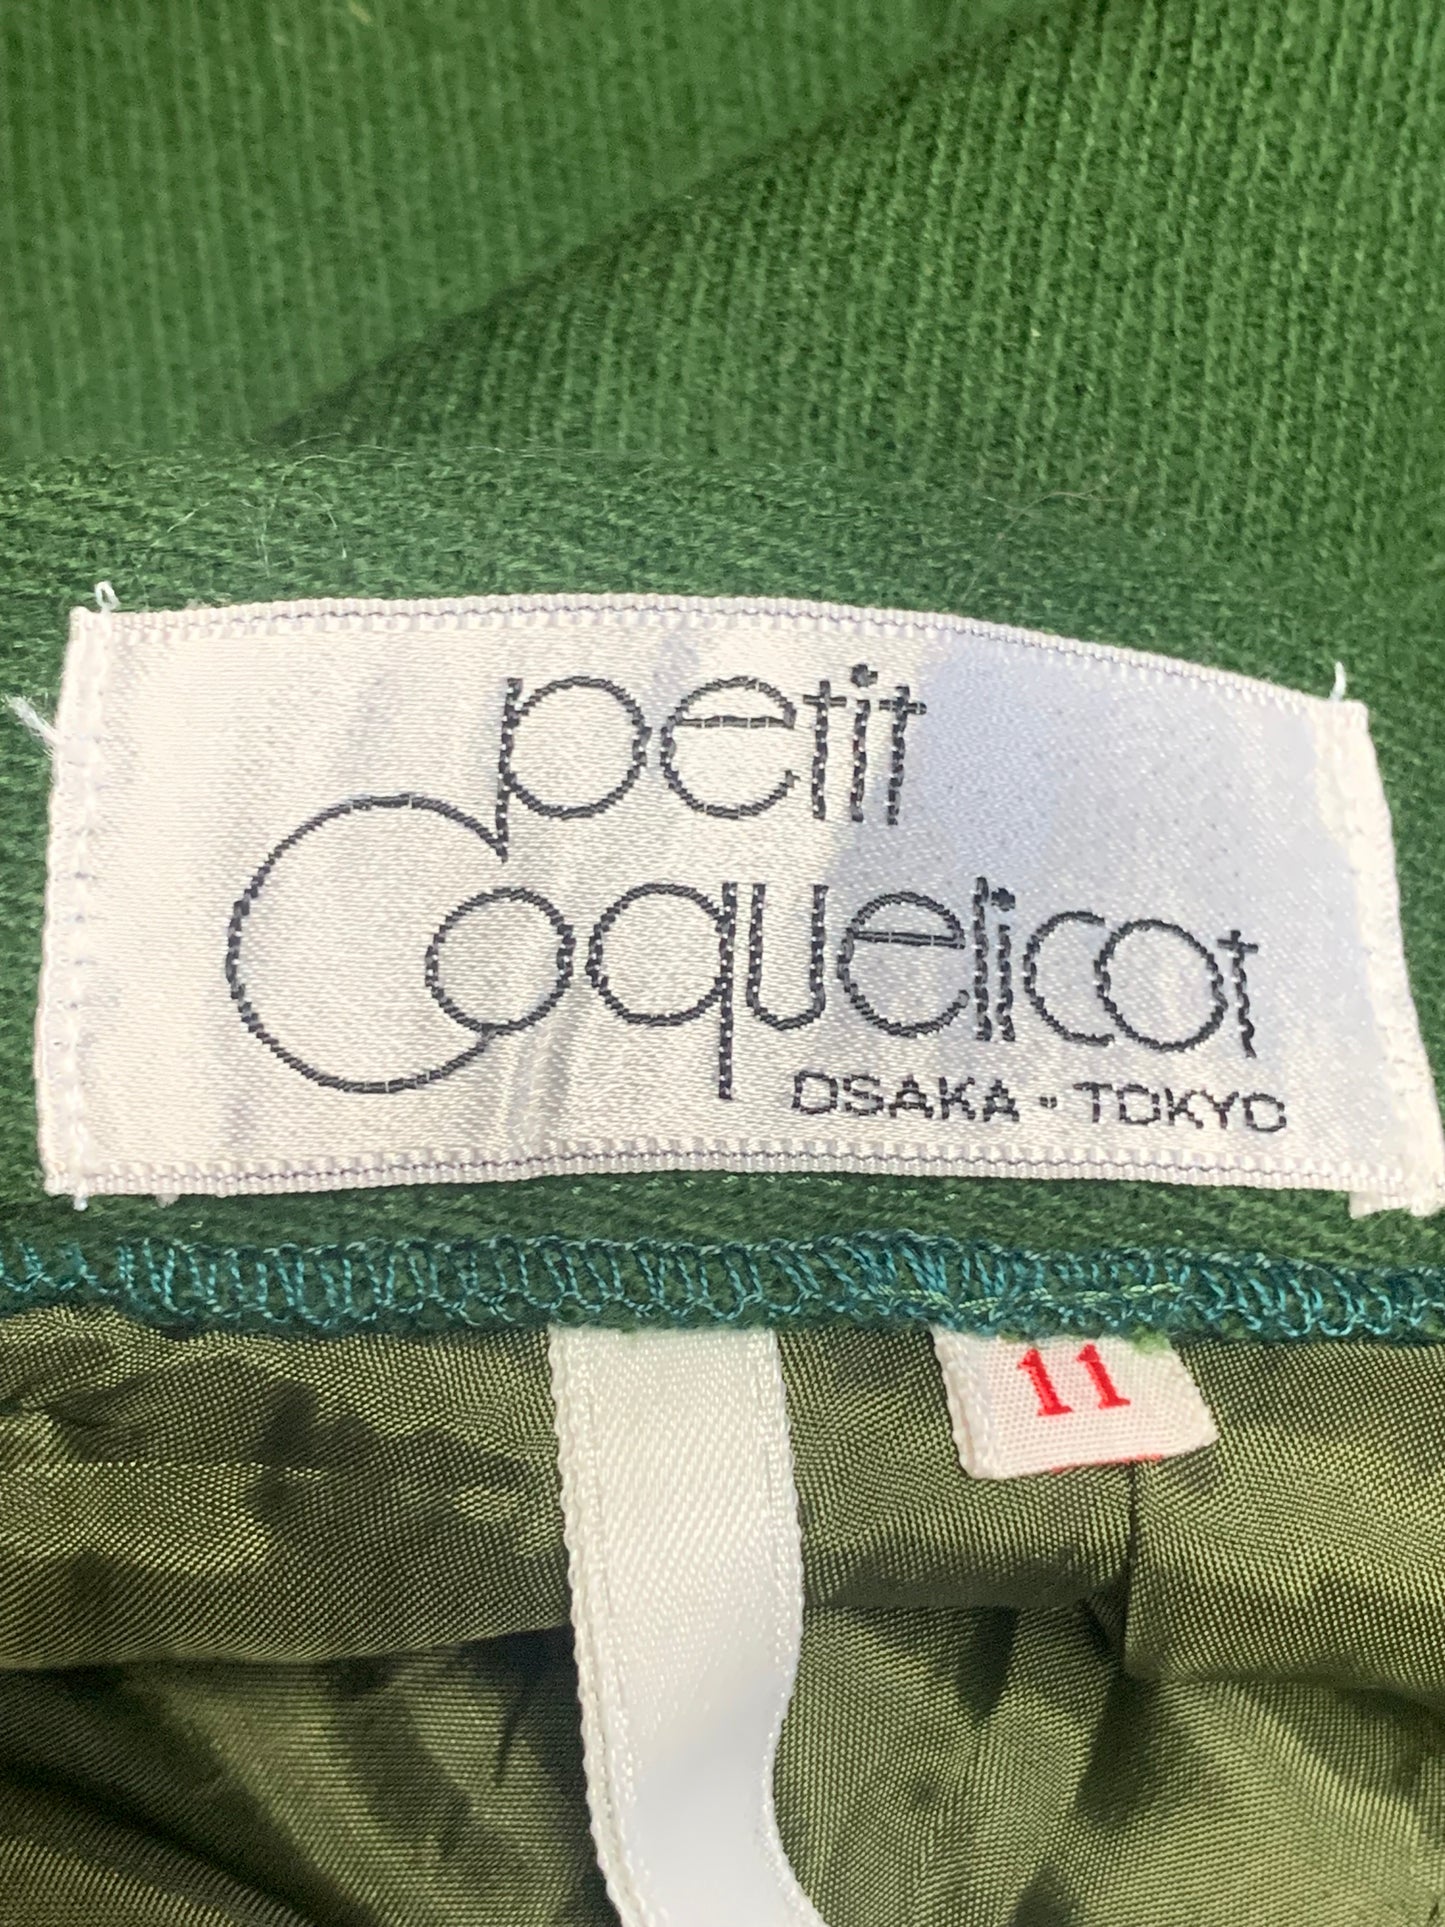 petit
Coquelicot
OSAKA - TOKYO
11